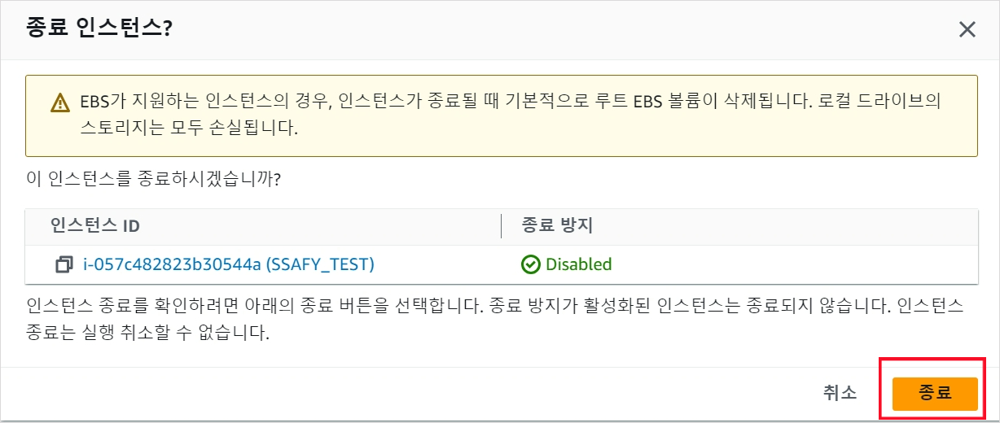 종료 인스턴스?
EBS가 지원하는 인스턴스의 경우, 인스턴스가 종료될 때 기본적으로 루트 EBS 볼륨이 삭제됩니다. 로컬 드라이브의
스토리지는 모두 손실됩니다.
이 인스턴스를 종료하시겠습니까?
인스턴스 ID 종료 방지
i-057c482823b30544a (SSAFY_TEST) Disabled
인스턴스 종료를 확인하려면 아래의 종료 버튼을 선택합니다. 종료 방지가 활성화된 인스턴스는 종료되지 않습니다. 인스턴스
종료는 실행 취소할 수 없습니다.
취소 종료